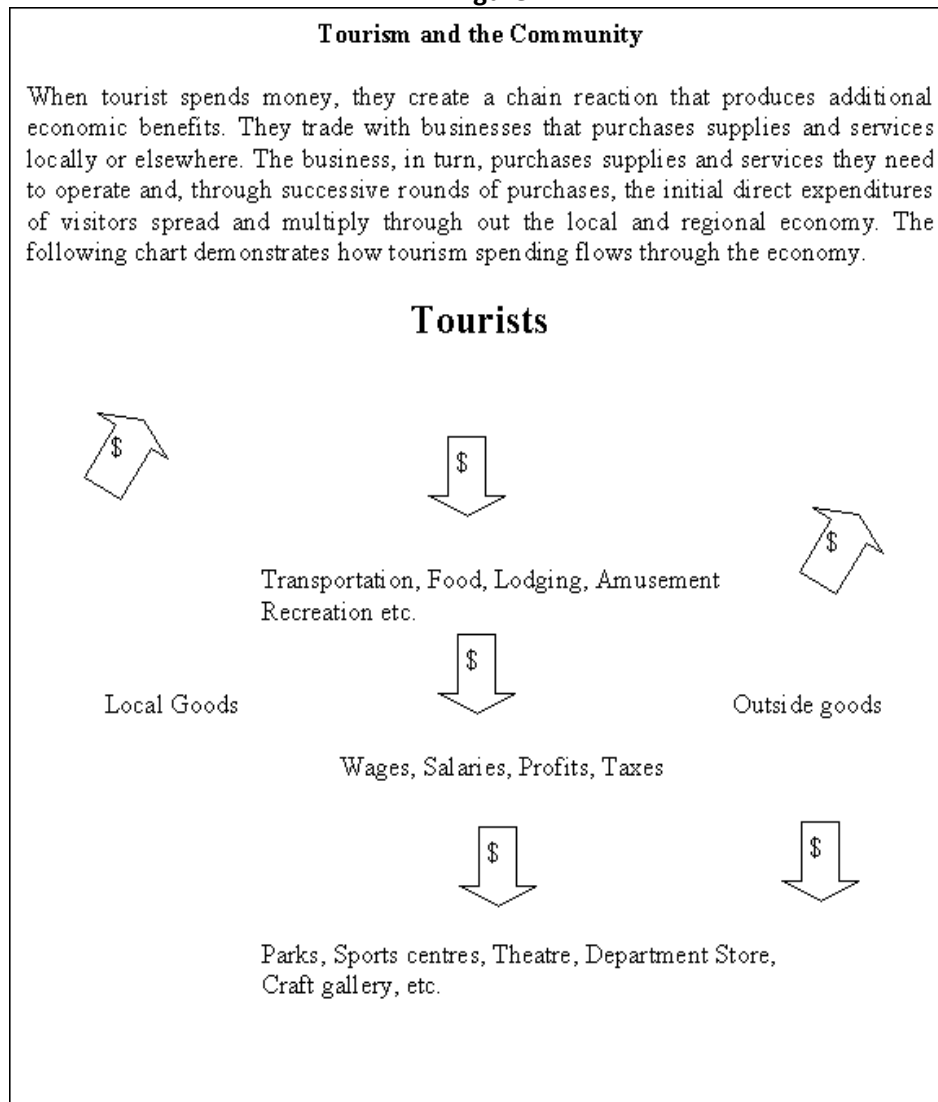 Tourism and the Community
When tourist spends money, they create a chain reaction that produces additional
economic benefits. They trade with businesses that purchases supplies and services
locally or elsewhere. The business, in turn, purchases supplies and services they need
to operate and, through successive rounds of purchases, the initial direct expenditures
of visitors spread and multiply through out the local and regional economy. The
following chart demonstrates how tourism spending flows through the economy.
Tourists
$
$
$
Transportation, Food, Lodging, Amusement
Recreation etc.
$
Local Goods
Outside goods
Wages, Salaries, Profits, Taxes
$
$
Parks, Sports centres, Theatre, Department Store,
Craft gallery, etc.